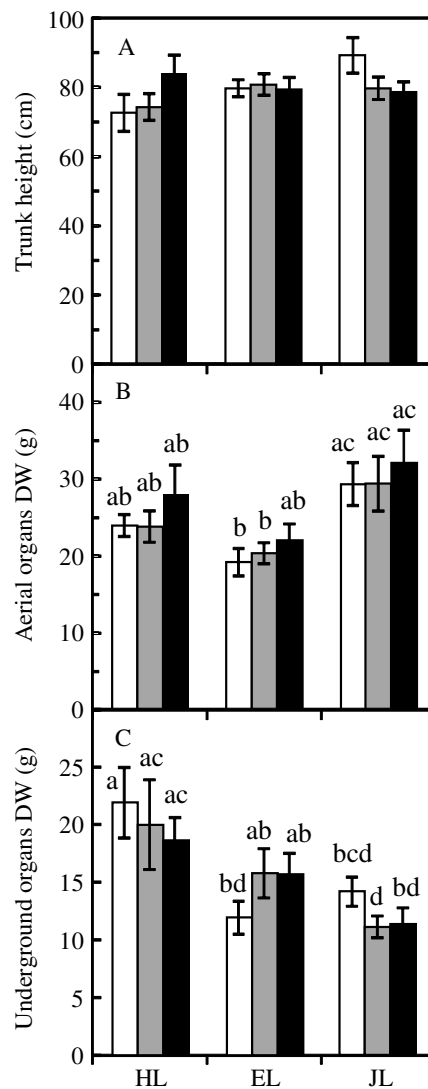 100
A
80
60
40
20
0
Trunk height (cm)
40
B
30
20
10
0
Aerial organs DW (g)
ab ab ab
b b ab
ac ac ac
25
C
20
15
10
5
0
Underground organs DW (g)
a ac ac
bd ab ab
bcd d bd
HL EL JL